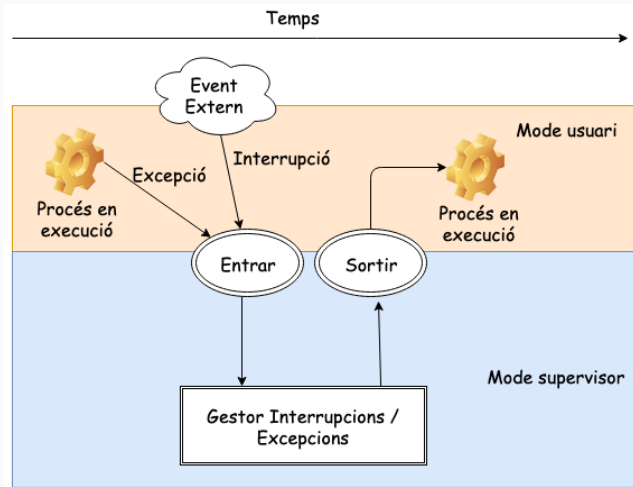 Temps
Event
Extern
Mode usuari
Interrupció
Excepció
Procés en
execució
Procés en
execució
Entrar
Sortir
Mode supervisor
Gestor Interrupcions /
Excepcions